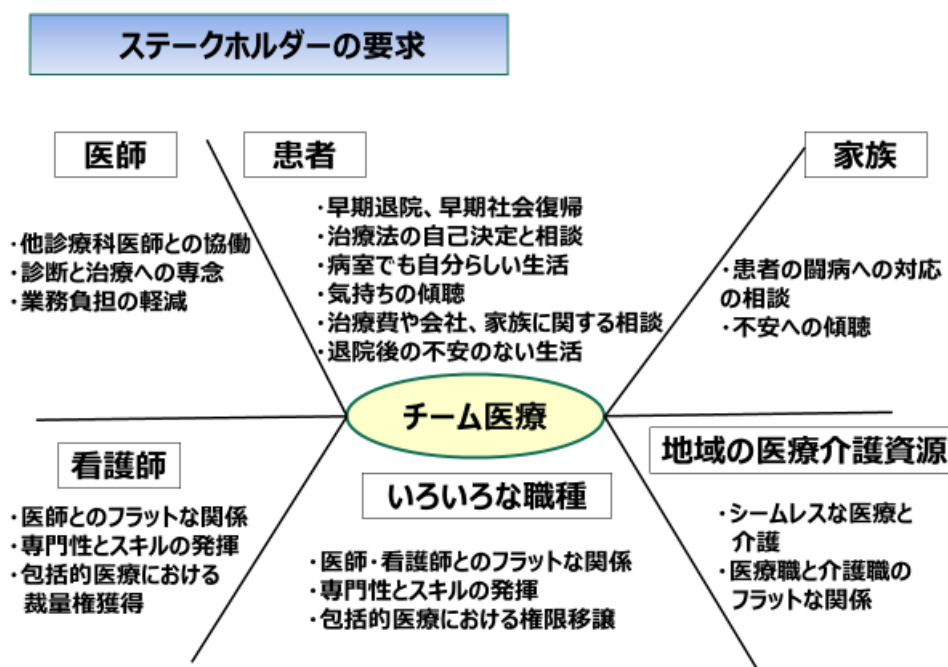 ステークホルダーの要求
医師
・他診療科医師との協働
・診断と治療への専念
・業務負担の軽減
患者
・早期退院、早期社会復帰
・治療法の自己決定と相談
・病室でも自分らしい生活
・気持ちの傾聴
・治療費や会社、家族に関する相談
・退院後の不安のない生活
家族
・患者の闘病への対応
の相談
・不安への傾聴
チーム医療
看護師
・医師とのフラットな関係
・専門性とスキルの発揮
・包括的医療における
裁量権獲得
いろいろな職種
・医師・看護師とのフラットな関係
・専門性とスキルの発揮
・包括的医療における権限移譲
地域の医療介護資源
・シームレスな医療と
介護
・医療職と介護職の
フラットな関係